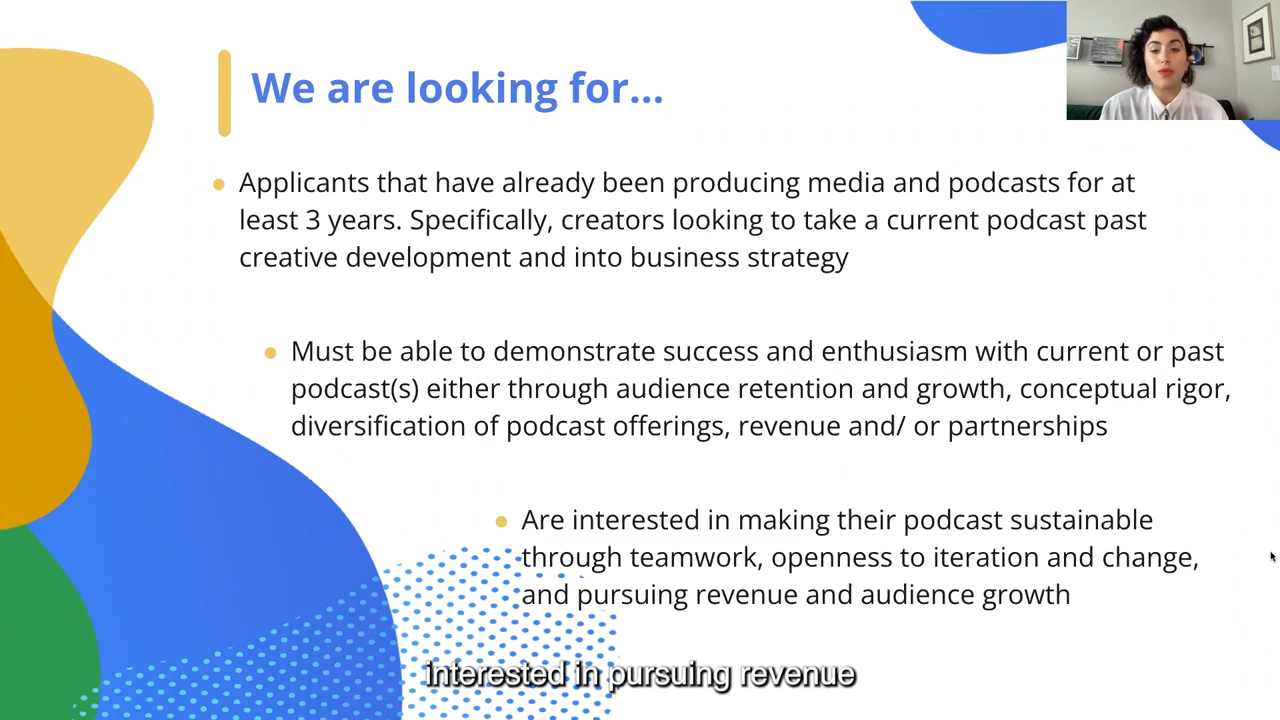 We are looking for...
Applicants that have already been producing media and podcasts for at
least 3 years. Specifically, creators looking to take a current podcast past
creative development and into business strategy
Must be able to demonstrate success and enthusiasm with current or past
podcast(s) either through audience retention and growth, conceptual rigor,
diversification of podcast offerings, revenue and/ or partnerships
Are interested in making their podcast sustainable
through teamwork, openness to iteration and change,
and pursuing revenue and audience growth
interested in pursuing revenue